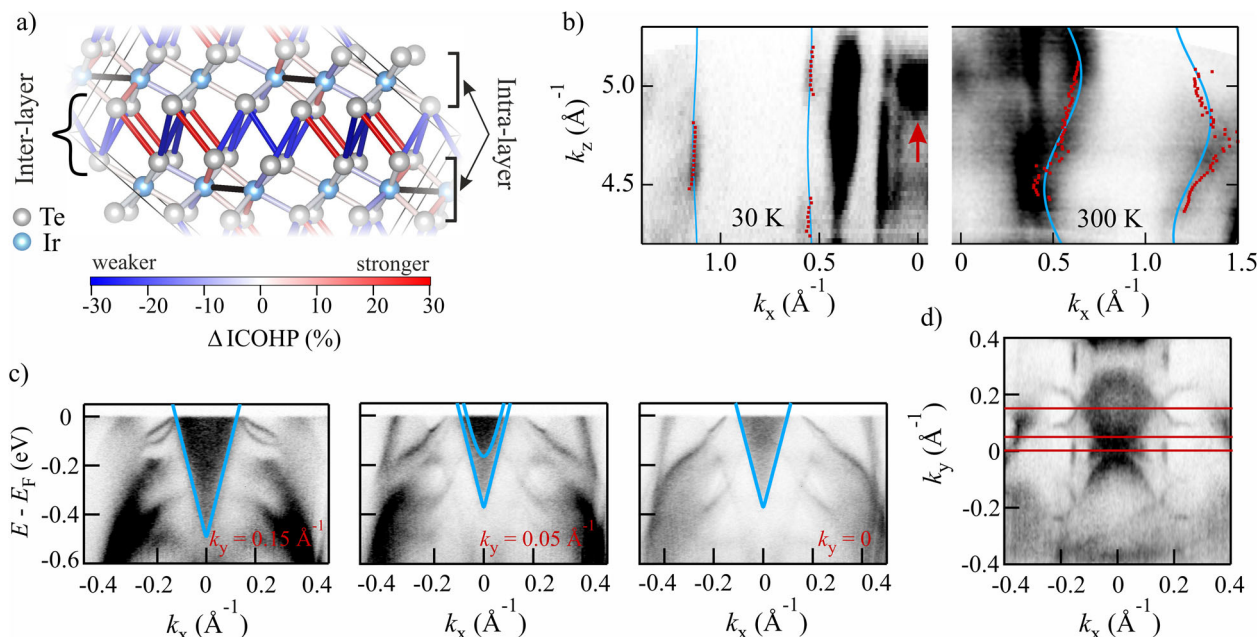 a)
Inter-layer
Intra-layer
Te
Ir
weaker stronger
-30 -20 -10 0 10 20 30
Δ ICOHP (%)
b)
k_z (Å)^-1
5.0
4.5
30 K
300 K
1.0 0.5 0
0 0.5 1.0 1.5
k_x (Å^-1)
k_x (Å^-1)
c)
E - E_F (eV)
0
-0.2
-0.4
-0.6
k_y = 0.15 Å^-1
k_y = 0.05 Å^-1
k_y = 0
-0.4 -0.2 0 0.2 0.4
-0.4 -0.2 0 0.2 0.4
-0.4 -0.2 0 0.2 0.4
k_x (Å^-1)
k_x (Å^-1)
k_x (Å^-1)
d)
k_y (Å^-1)
0.4
0.2
0
-0.2
-0.4
-0.4 -0.2 0 0.2 0.4
k_x (Å^-1)